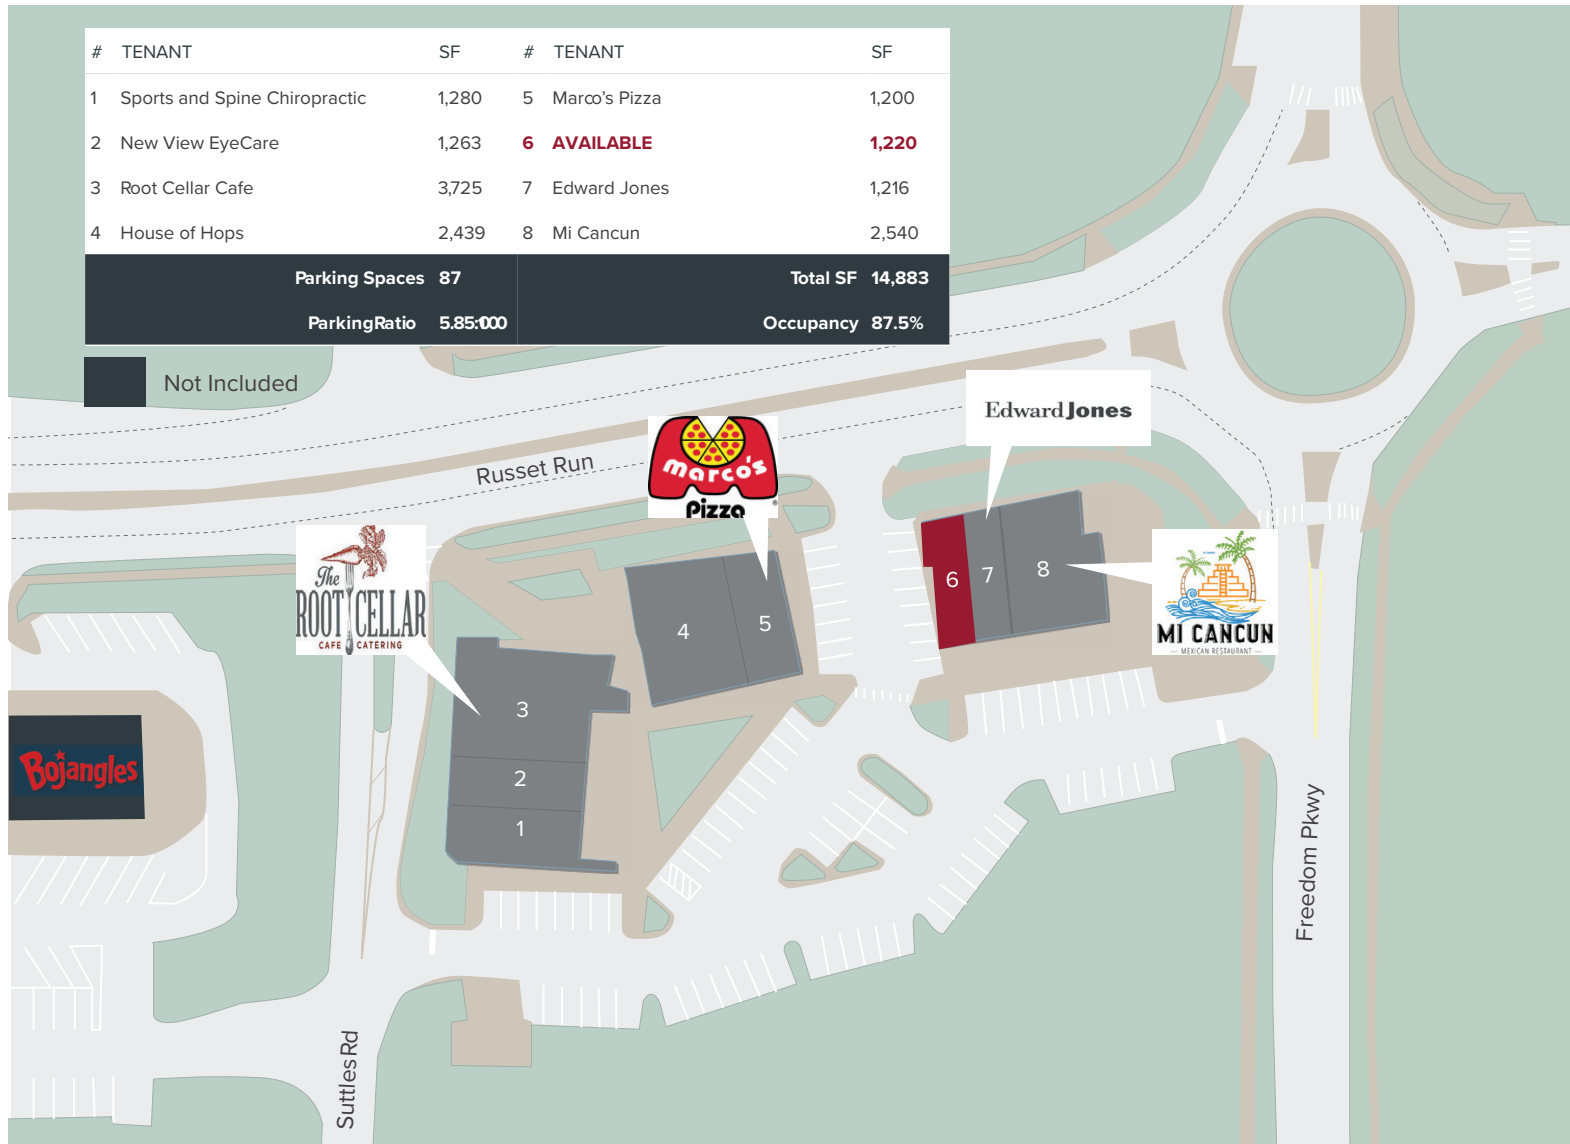 # TENANT SF # TENANT SF
1 Sports and Spine Chiropractic 1,280 5 Marco's Pizza 1,200
2 New View EyeCare 1,263 6 AVAILABLE 1,220
3 Root Cellar Cafe 3,725 7 Edward Jones 1,216
4 House of Hops 2,439 8 Mi Cancun 2,540
Parking Spaces 87 Total SF 14,883
ParkingRatio 5.85:1000 Occupancy 87.5%
Not Included
Edward Jones
marco's
Pizza
Russet Run
The
ROOT CELLAR
CAFE CATERING
6 7 8
4 5
MI CANCUN
MEXICAN RESTAURANT
3
Bojangles
2
1
Freedom Pkwy
SuttlesRd